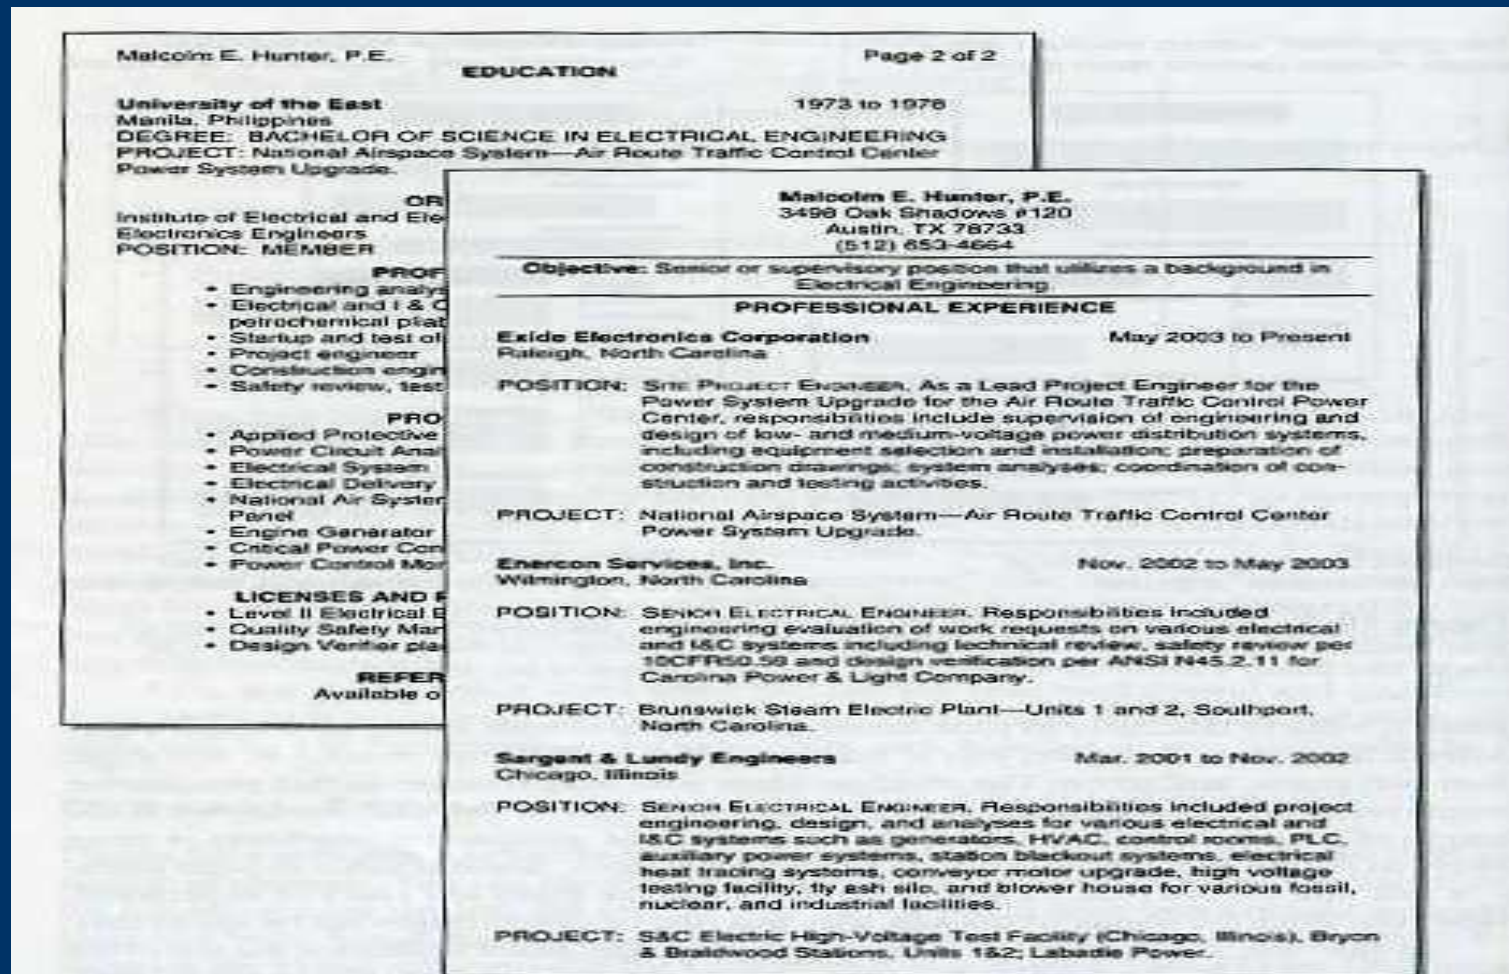 Malcolm E. Hunter, P.E. Page 2 of 2
EDUCATION
University of the East 1973 to 1978
Manila, Philippines
DEGREE: BACHELOR OF SCIENCE IN ELECTRICAL ENGINEERING
PROJECT: National Airspace System—Air Route Traffic Control Center
Power System Upgrade.
OR
Institute of Electrical and Ele
Electronics Engineers
POSITION: MEMBER
PROF
• Engineering analys
• Electrical and I & C
petrochemical plat
• Startup and test of
• Project engineer
• Construction engin
• Safety review, test
PRO
• Applied Protective
• Power Circuit Anal
• Electrical System
• Electrical Delivery
• National Air System
Panel
• Engine Generator
• Critical Power Con
• Power Control Mon
LICENSES AND
• Level II Electrical E
• Quality Safety Man
• Design Verifier pla
REFER
Available o
Malcolm E. Hunter, P.E.
3498 Oak Shadows #120
Austin, TX 78733
(512) 653-4664
Objective: Senior or supervisory position that utilizes a background in
Electrical Engineering.
PROFESSIONAL EXPERIENCE
Exide Electronics Corporation May 2003 to Present
Raleigh, North Carolina
POSITION: SITE PROJECT ENGINEER. As a Lead Project Engineer for the
Power System Upgrade for the Air Route Traffic Control Power
Center, responsibilities include supervision of engineering and
design of low- and medium-voltage power distribution systems,
including equipment selection and installation; preparation of
construction drawings; system analyses; coordination of con-
struction and testing activities.
PROJECT: National Airspace System—Air Route Traffic Control Center
Power System Upgrade.
Enercon Services, Inc. Nov. 2002 to May 2003
Wilmington, North Carolina
POSITION: SENIOR ELECTRICAL ENGINEER. Responsibilities included
engineering evaluation of work requests on various electrical
and I&C systems including technical review, safety review per
10CFR50.59 and design verification per ANSI N45.2.11 for
Carolina Power & Light Company.
PROJECT: Brunswick Steam Electric Plant—Units 1 and 2, Southport,
North Carolina.
Sargent & Lundy Engineers Mar. 2001 to Nov. 2002
Chicago, Illinois
POSITION: SENIOR ELECTRICAL ENGINEER. Responsibilities included project
engineering, design, and analyses for various electrical and
I&C systems such as generators, HVAC, control rooms, PLC,
auxiliary power systems, station blackout systems, electrical
heat tracing systems, conveyor motor upgrade, high voltage
testing facility, fly ash silo, and blower house for various fossil,
nuclear, and industrial facilities.
PROJECT: S&C Electric High-Voltage Test Facility (Chicago, Illinois), Bryon
& Braidwood Stations, Units 1&2; Labadie Power.